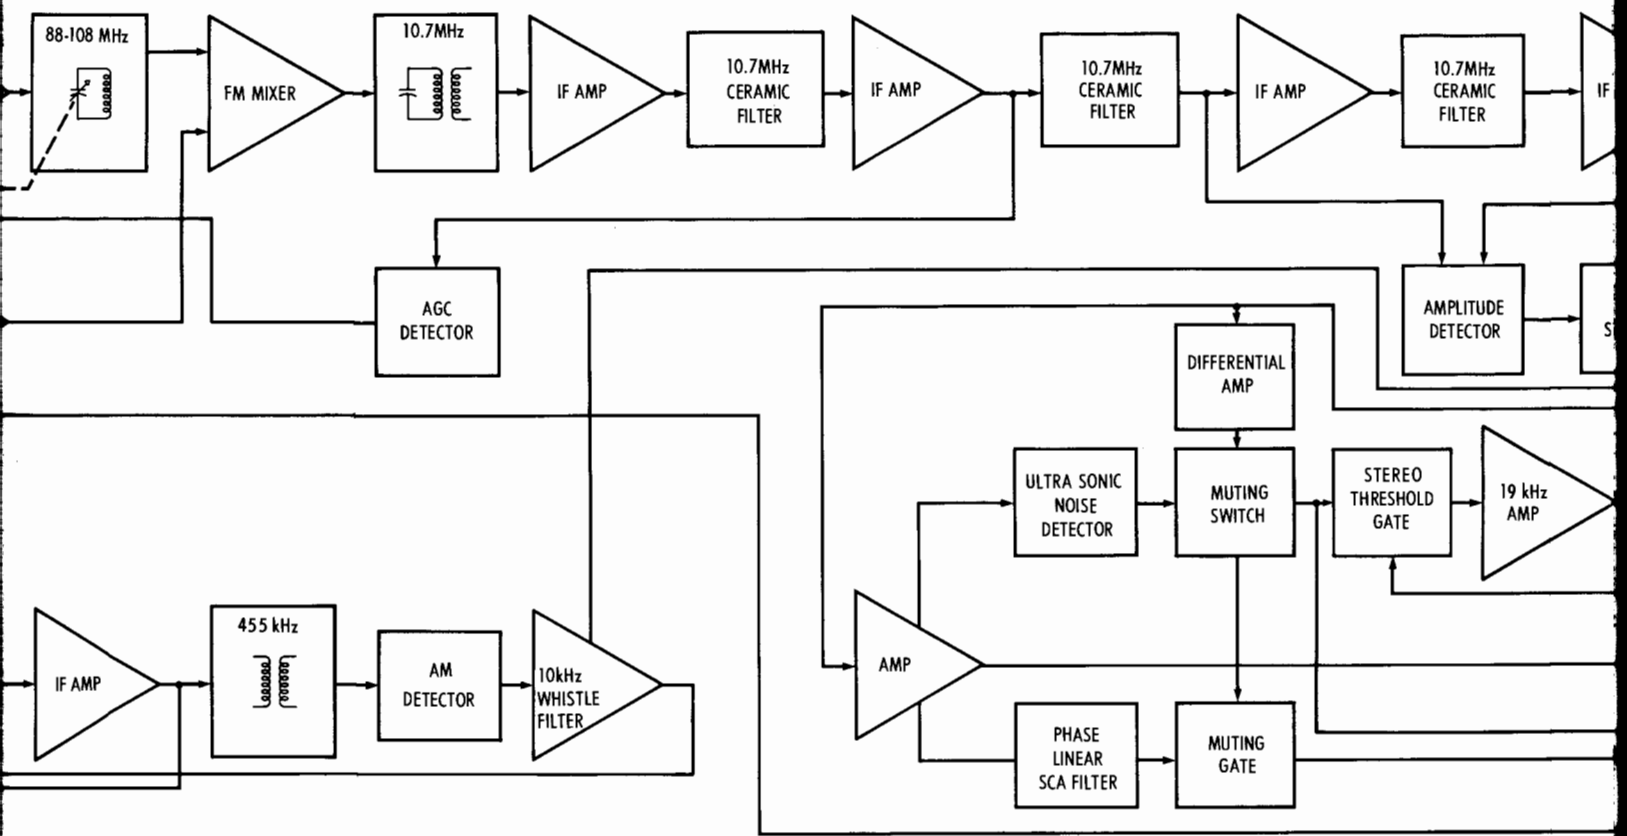 88-108 MHz
FM MIXER
10.7MHz
IF AMP
10.7MHz
CERAMIC
FILTER
IF AMP
10.7MHz
CERAMIC
FILTER
IF AMP
10.7MHz
CERAMIC
FILTER
IF
AGC
DETECTOR
AMPLITUDE
DETECTOR
S
DIFFERENTIAL
AMP
ULTRA SONIC
NOISE
DETECTOR
MUTING
SWITCH
STEREO
THRESHOLD
GATE
19 kHz
AMP
IF AMP
455 kHz
AM
DETECTOR
10kHz
WHISTLE
FILTER
AMP
PHASE
LINEAR
SCA FILTER
MUTING
GATE